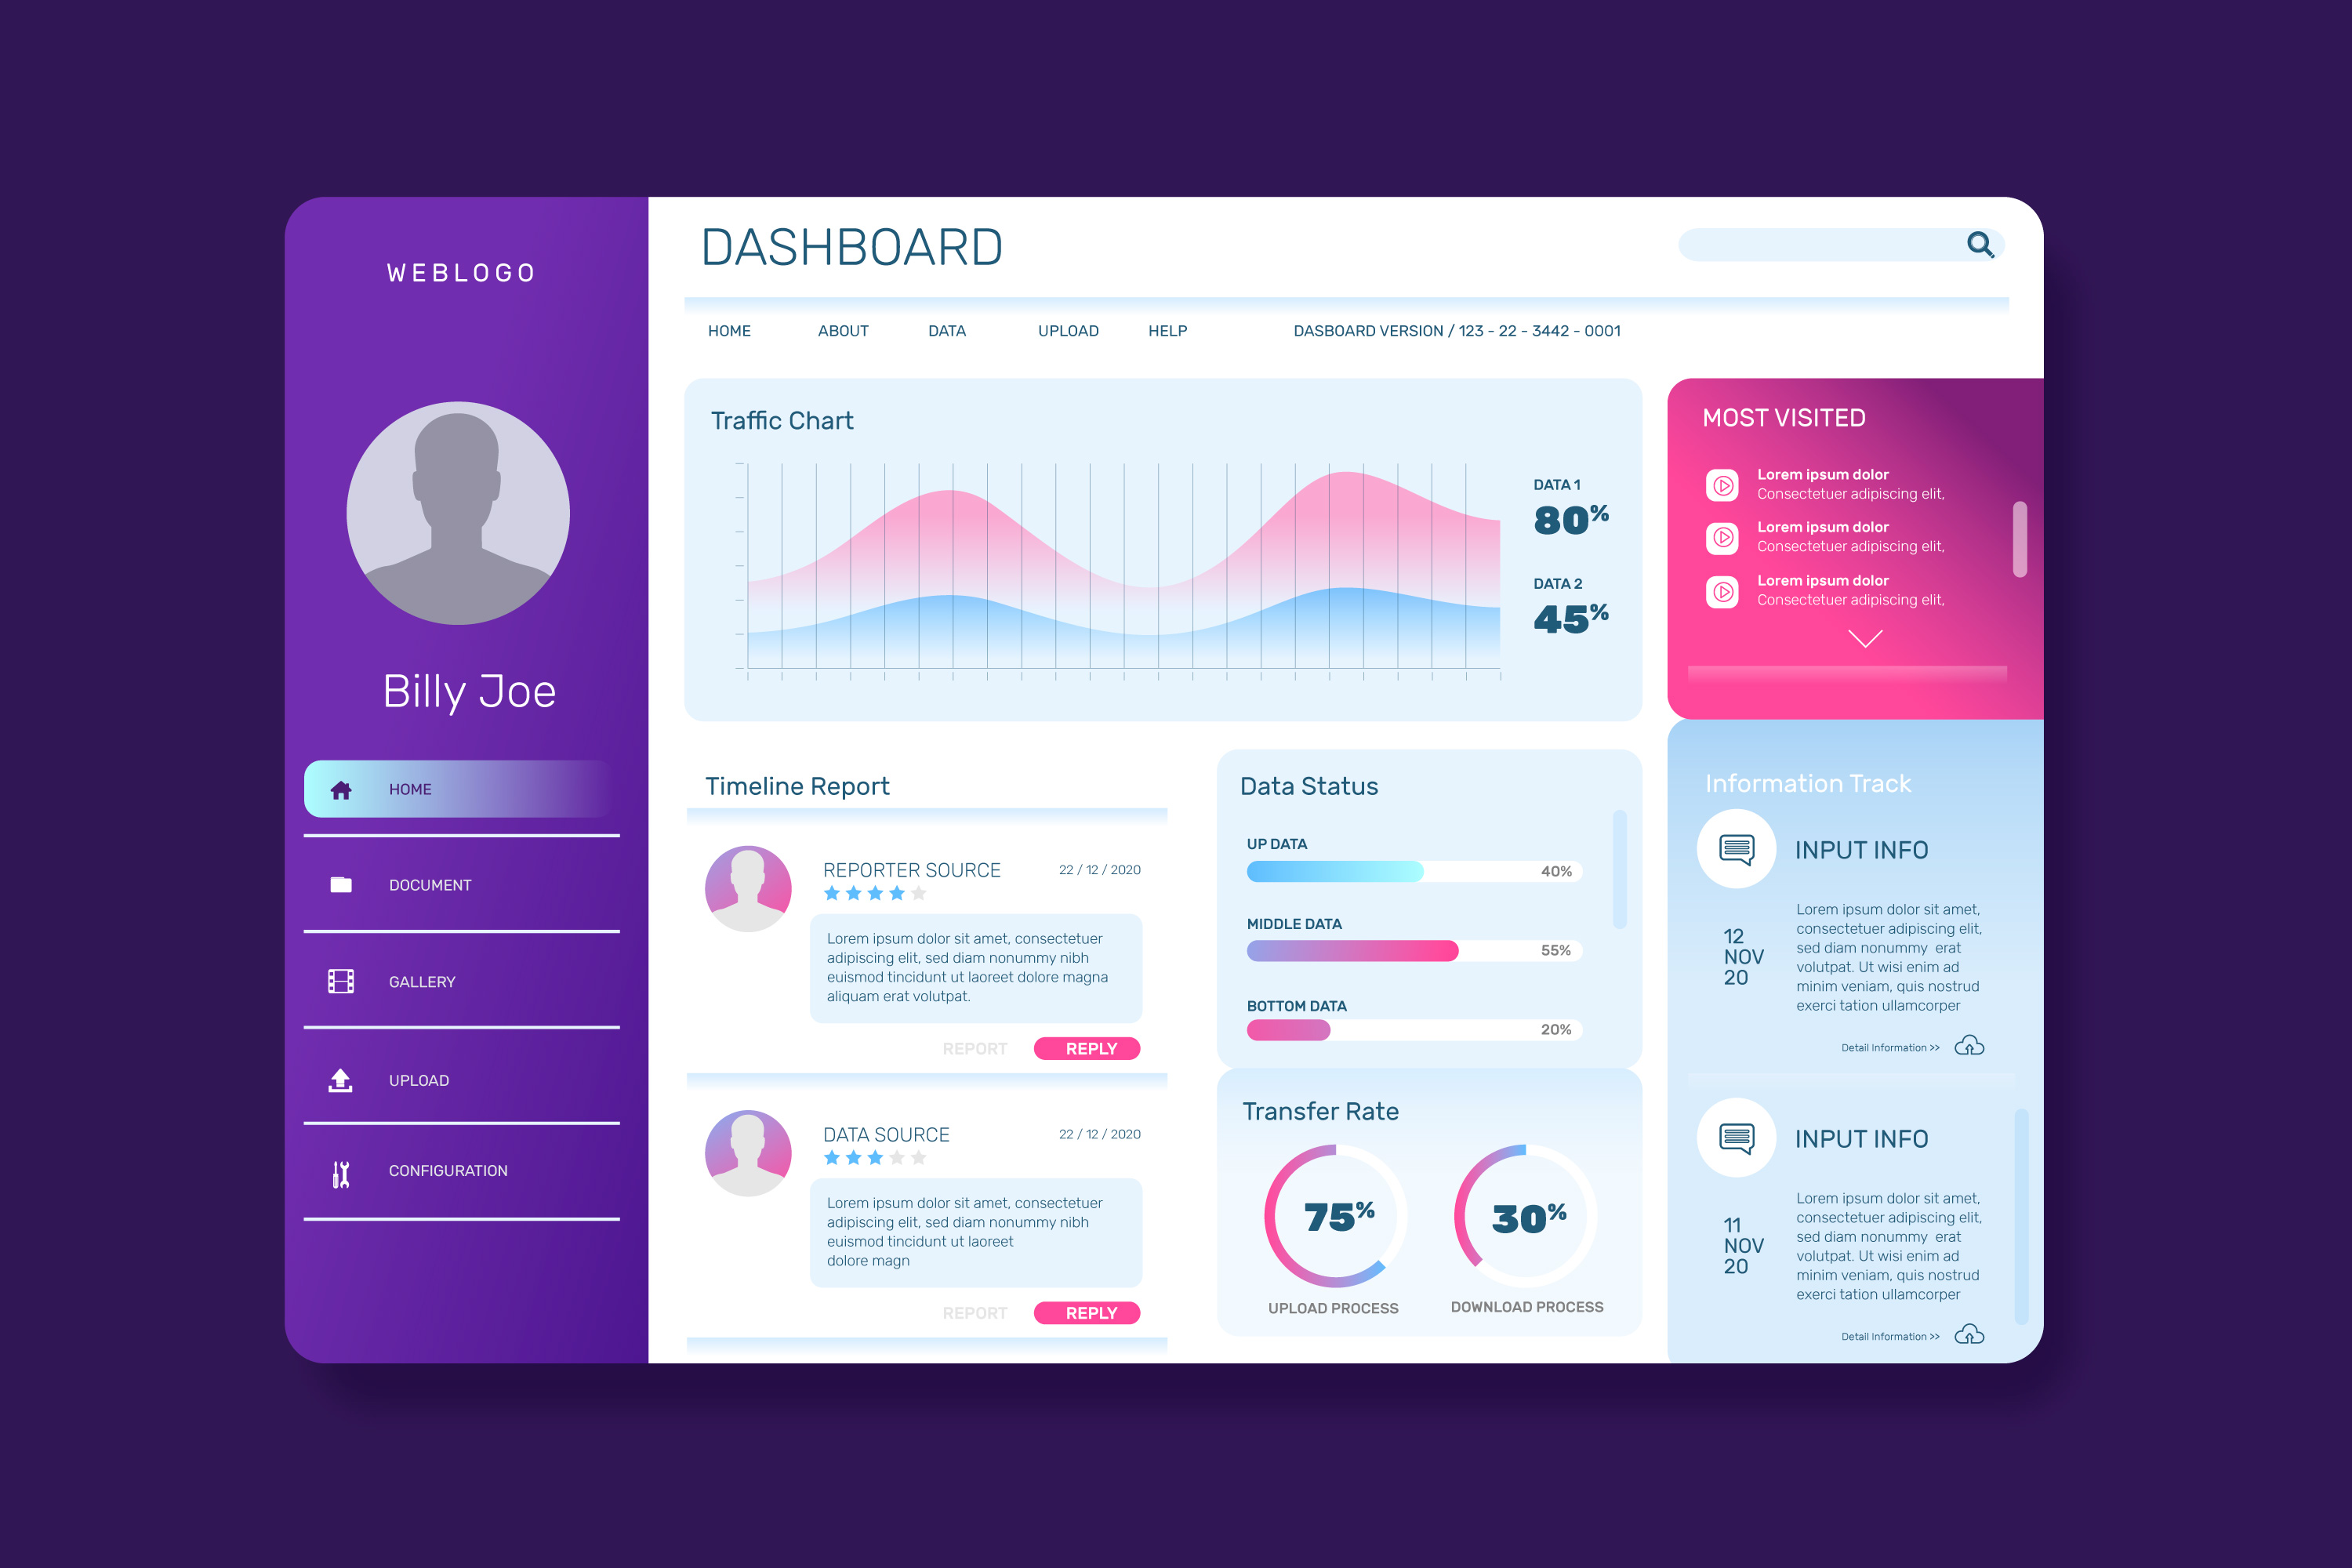 WEBLOGO
Billy Joe
HOME
DOCUMENT
GALLERY
UPLOAD
CONFIGURATION
DASHBOARD
HOME ABOUT DATA UPLOAD HELP DASBOARD VERSION / 123 - 22 - 3442 - 0001
Traffic Chart
DATA 1
80%
DATA 2
45%
MOST VISITED
Lorem ipsum dolor
Consectetuer adipiscing elit,
Lorem ipsum dolor
Consectetuer adipiscing elit,
Lorem ipsum dolor
Consectetuer adipiscing elit,
Timeline Report
REPORTER SOURCE 22 / 12 / 2020
Lorem ipsum dolor sit amet, consectetuer
adipiscing elit, sed diam nonummy nibh
euismod tincidunt ut laoreet dolore magna
aliquam erat volutpat.
REPORT REPLY
DATA SOURCE 22 / 12 / 2020
Lorem ipsum dolor sit amet, consectetuer
adipiscing elit, sed diam nonummy nibh
euismod tincidunt ut laoreet
dolore magn
REPORT REPLY
Data Status
UP DATA
40%
MIDDLE DATA
55%
BOTTOM DATA
20%
Transfer Rate
75% 30%
UPLOAD PROCESS DOWNLOAD PROCESS
Information Track
INPUT INFO
12
NOV
20
Lorem ipsum dolor sit amet,
consectetuer adipiscing elit,
sed diam nonummy erat
volutpat. Ut wisi enim ad
minim veniam, quis nostrud
exerci tation ullamcorper
Detail Information >>
INPUT INFO
11
NOV
20
Lorem ipsum dolor sit amet,
consectetuer adipiscing elit,
sed diam nonummy erat
volutpat. Ut wisi enim ad
minim veniam, quis nostrud
exerci tation ullamcorper
Detail Information >>